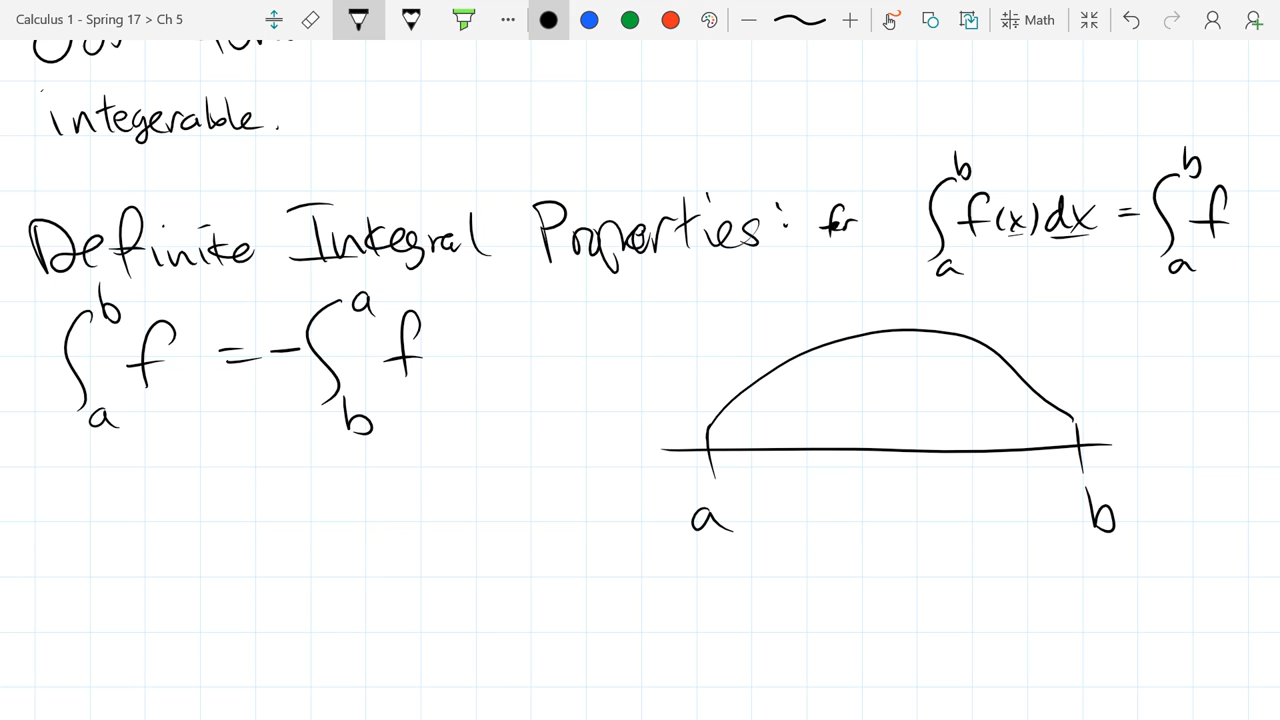 Calculus 1 - Spring 17 > Ch 5
Math
integerable.
Definite Integral Properties: for ∫_a^b f(x)dx = ∫_a^b f
∫_a^b f = -∫_b^a f
a b